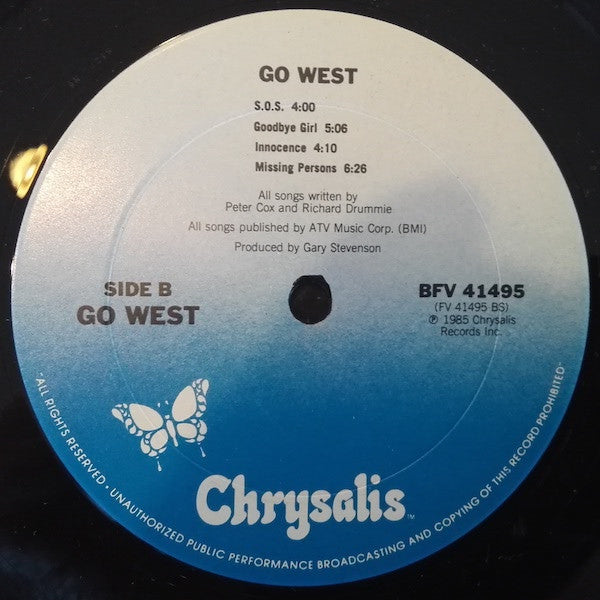 GO WEST
S.O.S. 4:00
Goodbye Girl 5:06
Innocence 4:10
Missing Persons 6:26
All songs written by
Peter Cox and Richard Drummie
All songs published by ATV Music Corp. (BMI)
Produced by Gary Stevenson
SIDE B
GO WEST
BFV 41495
(FV 41495 BS)
℗ 1985 Chrysalis
Records Inc.
Chrysalis™
-ALL RIGHTS RESERVED · UNAUTHORIZED PUBLIC PERFORMANCE BROADCASTING AND COPYING OF THIS RECORD PROHIBITED-